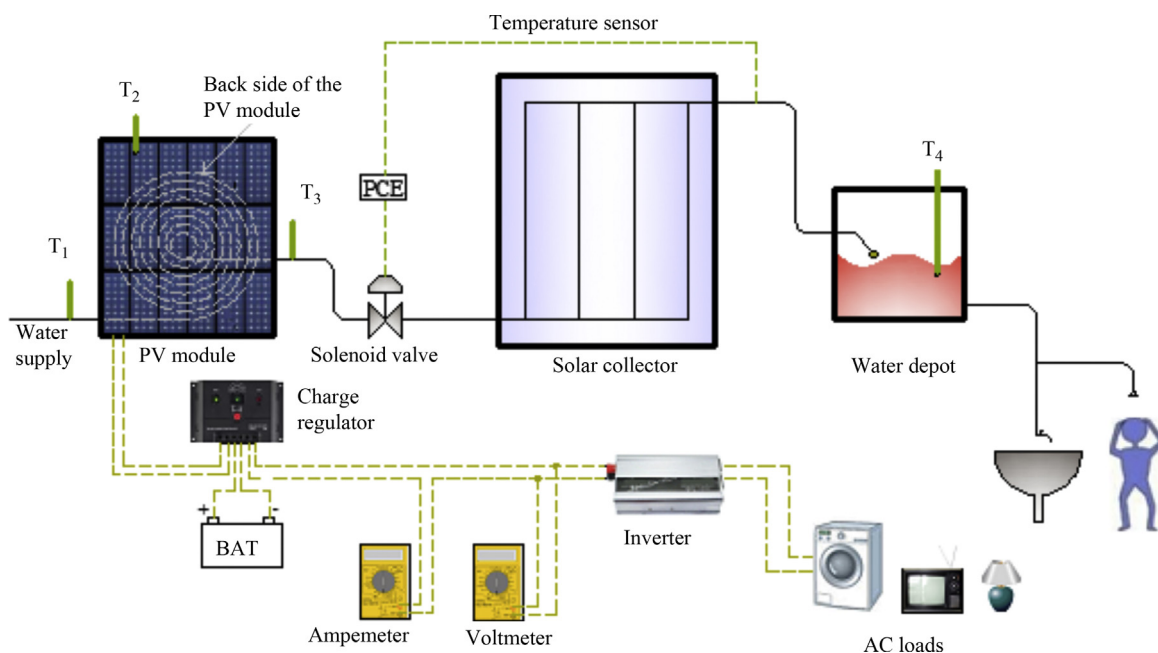 Temperature sensor
Back side of the
PV module
T2
T4
PCE
T3
T1
Water
supply
PV module
Solenoid valve
Solar collector
Water depot
Charge
regulator
+
-
BAT
Inverter
Ampemeter
Voltmeter
AC loads